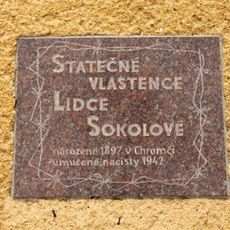 STATEČNÉ
VLASTENCE
LIDCE
SOKOLOVÉ
narozené 1897 v Chromči
umučené nacisty 1942